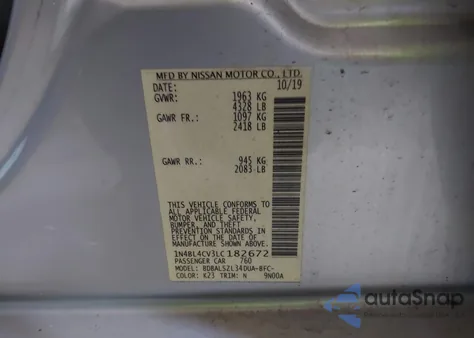 MFD BY NISSAN MOTOR CO., LTD.
DATE: 10/19
GVWR: 1963 KG
4328 LB
GAWR FR.: 1097 KG
2418 LB
GAWR RR.: 945 KG
2083 LB
THIS VEHICLE CONFORMS TO
ALL APPLICABLE FEDERAL
MOTOR VEHICLE SAFETY,
BUMPER, AND THEFT
PREVENTION STANDARDS IN
EFFECT ON THE DATE OF
MANUFACTURE SHOWN ABOVE.
1N4BL4CV3LC182672
PASSENGER CAR 760
MODEL: BDBALSZL34DUA-BFC-
COLOR: K23 TRIM: N 9N00A
autoSnap